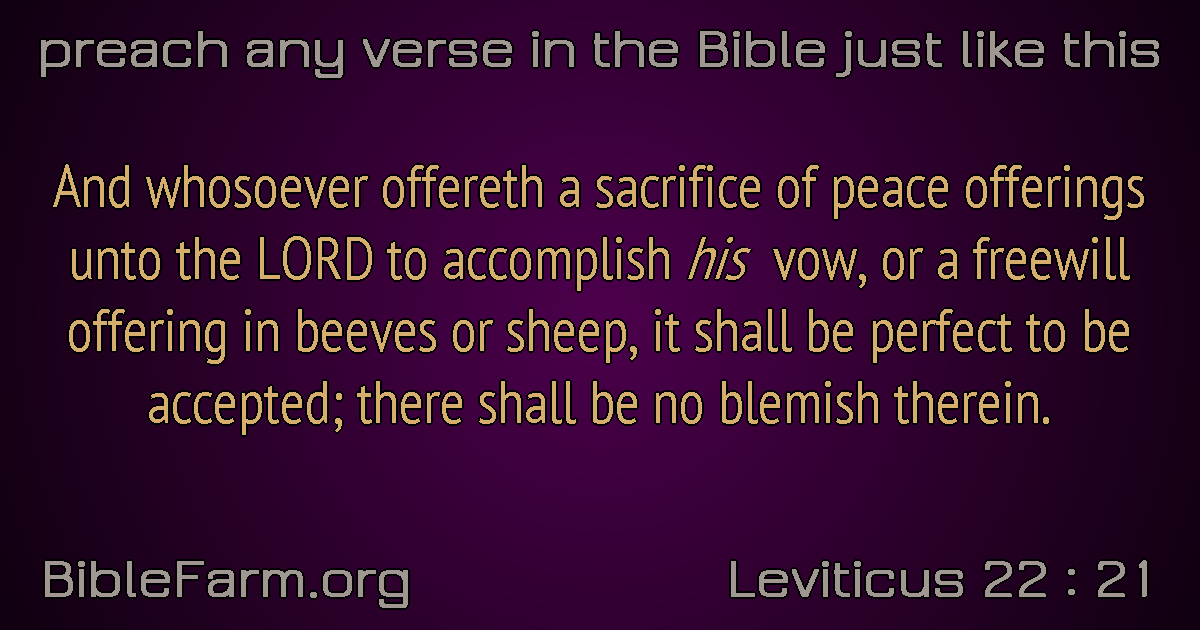 preach any verse in the Bible just like this
And whosoever offereth a sacrifice of peace offerings
unto the LORD to accomplish his vow, or a freewill
offering in beeves or sheep, it shall be perfect to be
accepted; there shall be no blemish therein.
BibleFarm.org
Leviticus 22 : 21